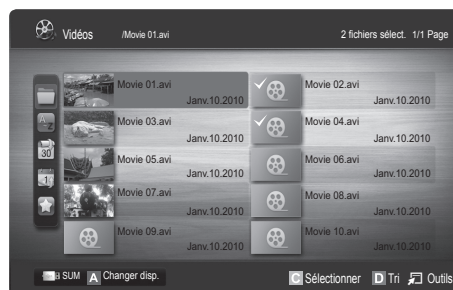 Vidéos /Movie 01.avi 2 fichiers sélect. 1/1 Page
Movie 01.avi Movie 02.avi
Janv.10.2010 Janv.10.2010
Movie 03.avi Movie 04.avi
Janv.10.2010 Janv.10.2010
Movie 05.avi Movie 06.avi
Janv.10.2010 Janv.10.2010
Movie 07.avi Movie 08.avi
Janv.10.2010 Janv.10.2010
Movie 09.avi Movie 10.avi
Janv.10.2010 Janv.10.2010
A Z
30
1
SUM A Changer disp. C Sélectionner D Tri Outils